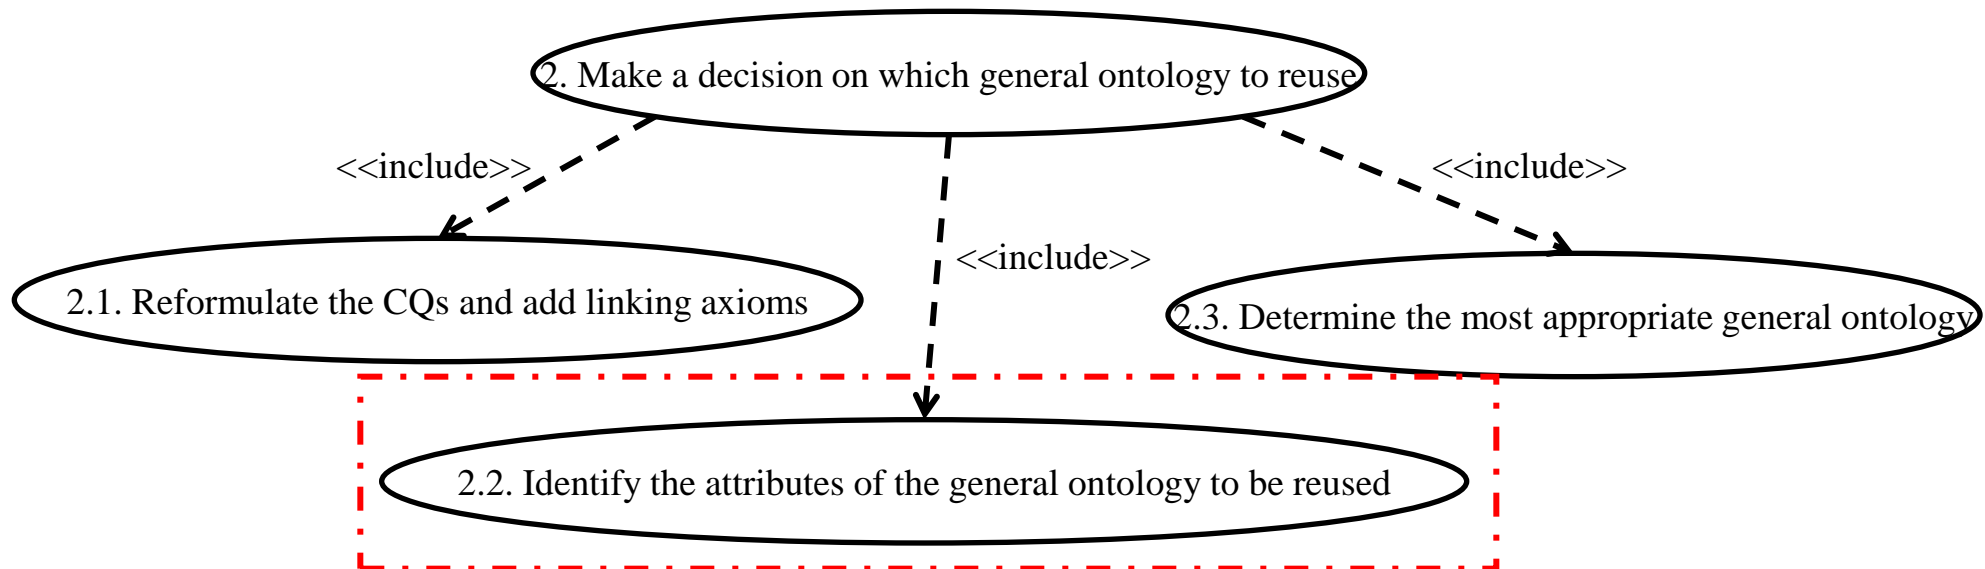 2. Make a decision on which general ontology to reuse
<<include>>
<<include>>
<<include>>
2.1. Reformulate the CQs and add linking axioms
2.3. Determine the most appropriate general ontology
2.2. Identify the attributes of the general ontology to be reused